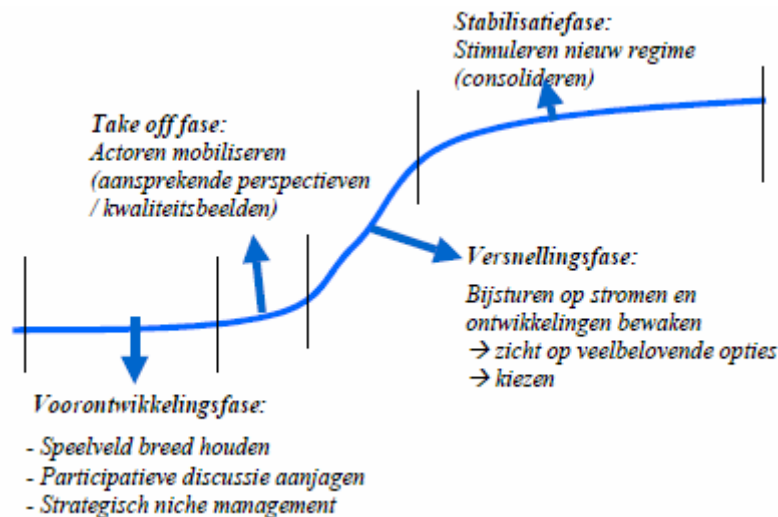 Stabilisatiefase:
Stimuleren nieuw regime
(consolideren)
Take off fase:
Actoren mobiliseren
(aansprekende perspectieven
/ kwaliteitsbeelden)
Versnellingsfase:
Bijsturen op stromen en
ontwikkelingen bewaken
→ zicht op veelbelovende opties
→ kiezen
Voorontwikkelingsfase:
- Speelveld breed houden
- Participatieve discussie aanjagen
- Strategisch niche management